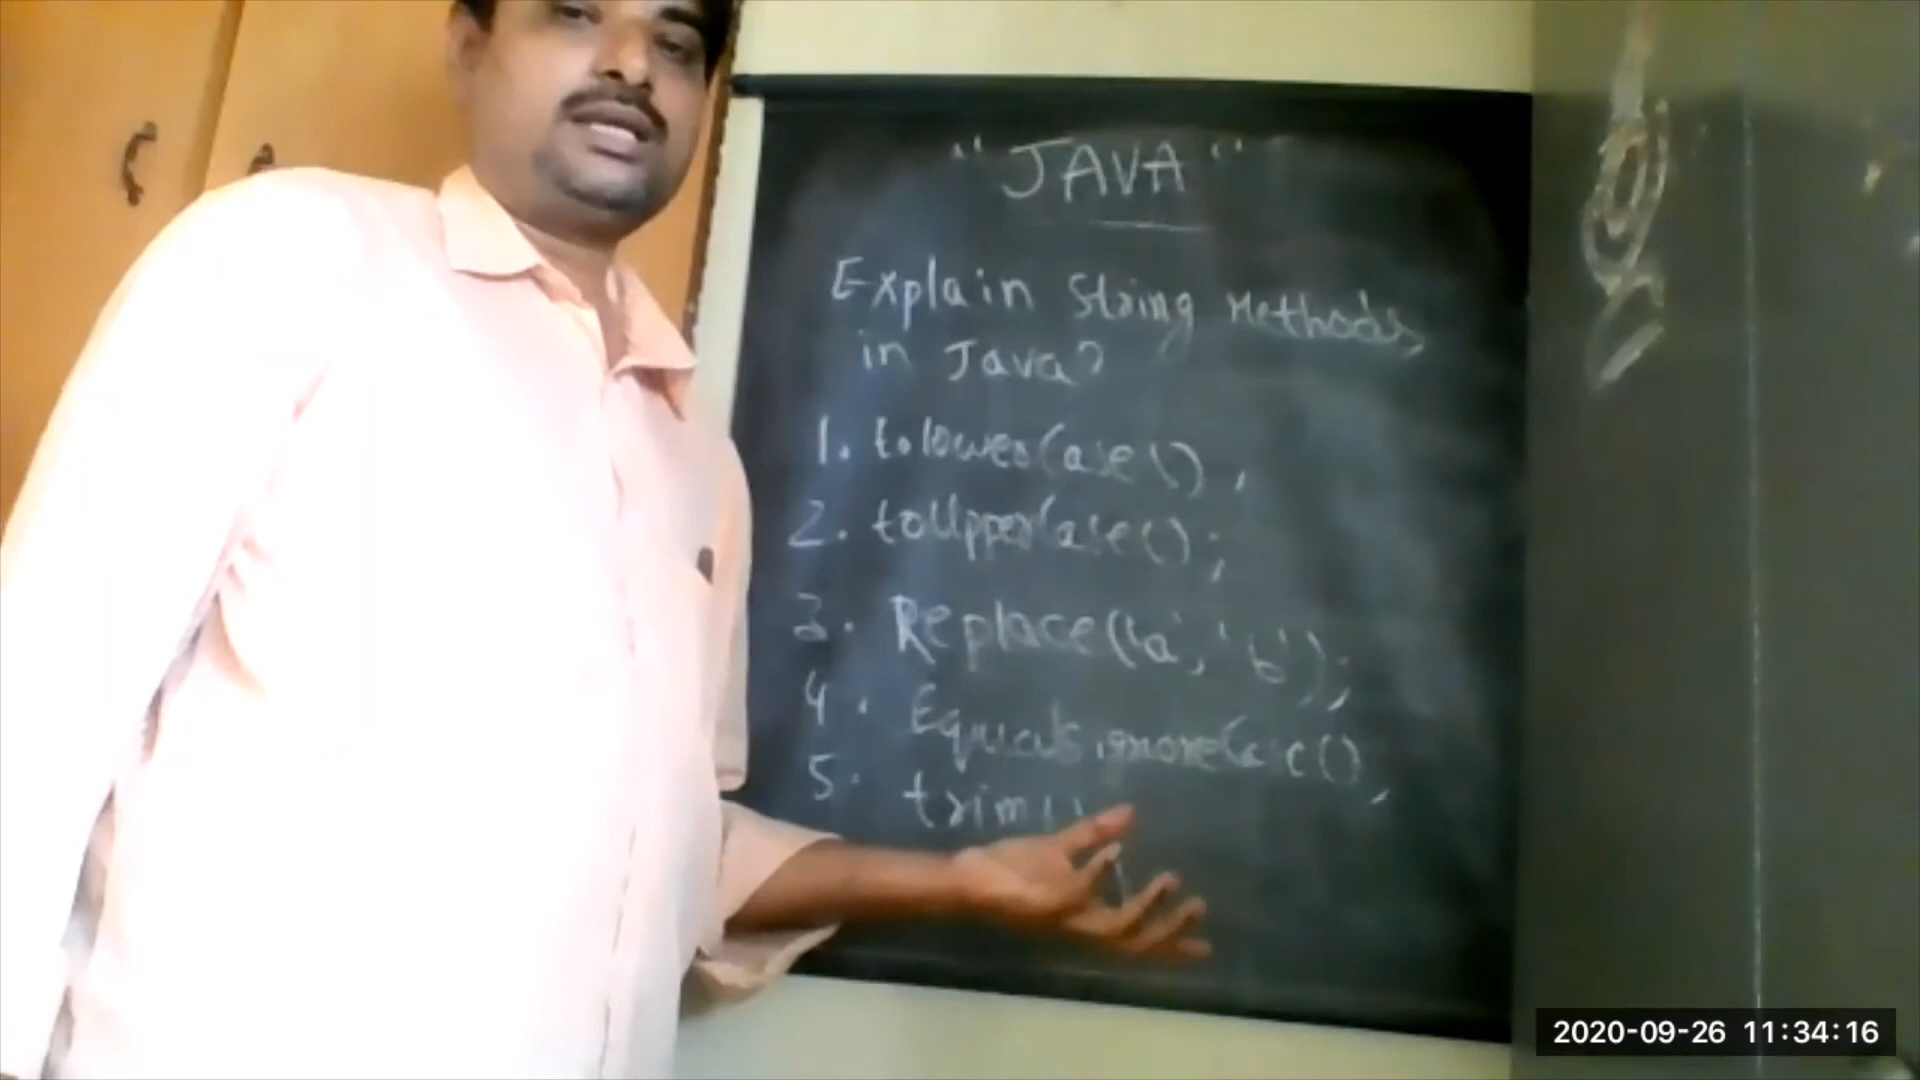 "JAVA"
Explain String Methods
in Java?
1. tolowerCase();
2. toUpperCase();
3. Replace('a', 'b');
4. EqualsignoreCase();
5. trim()
2020-09-26 11:34:16